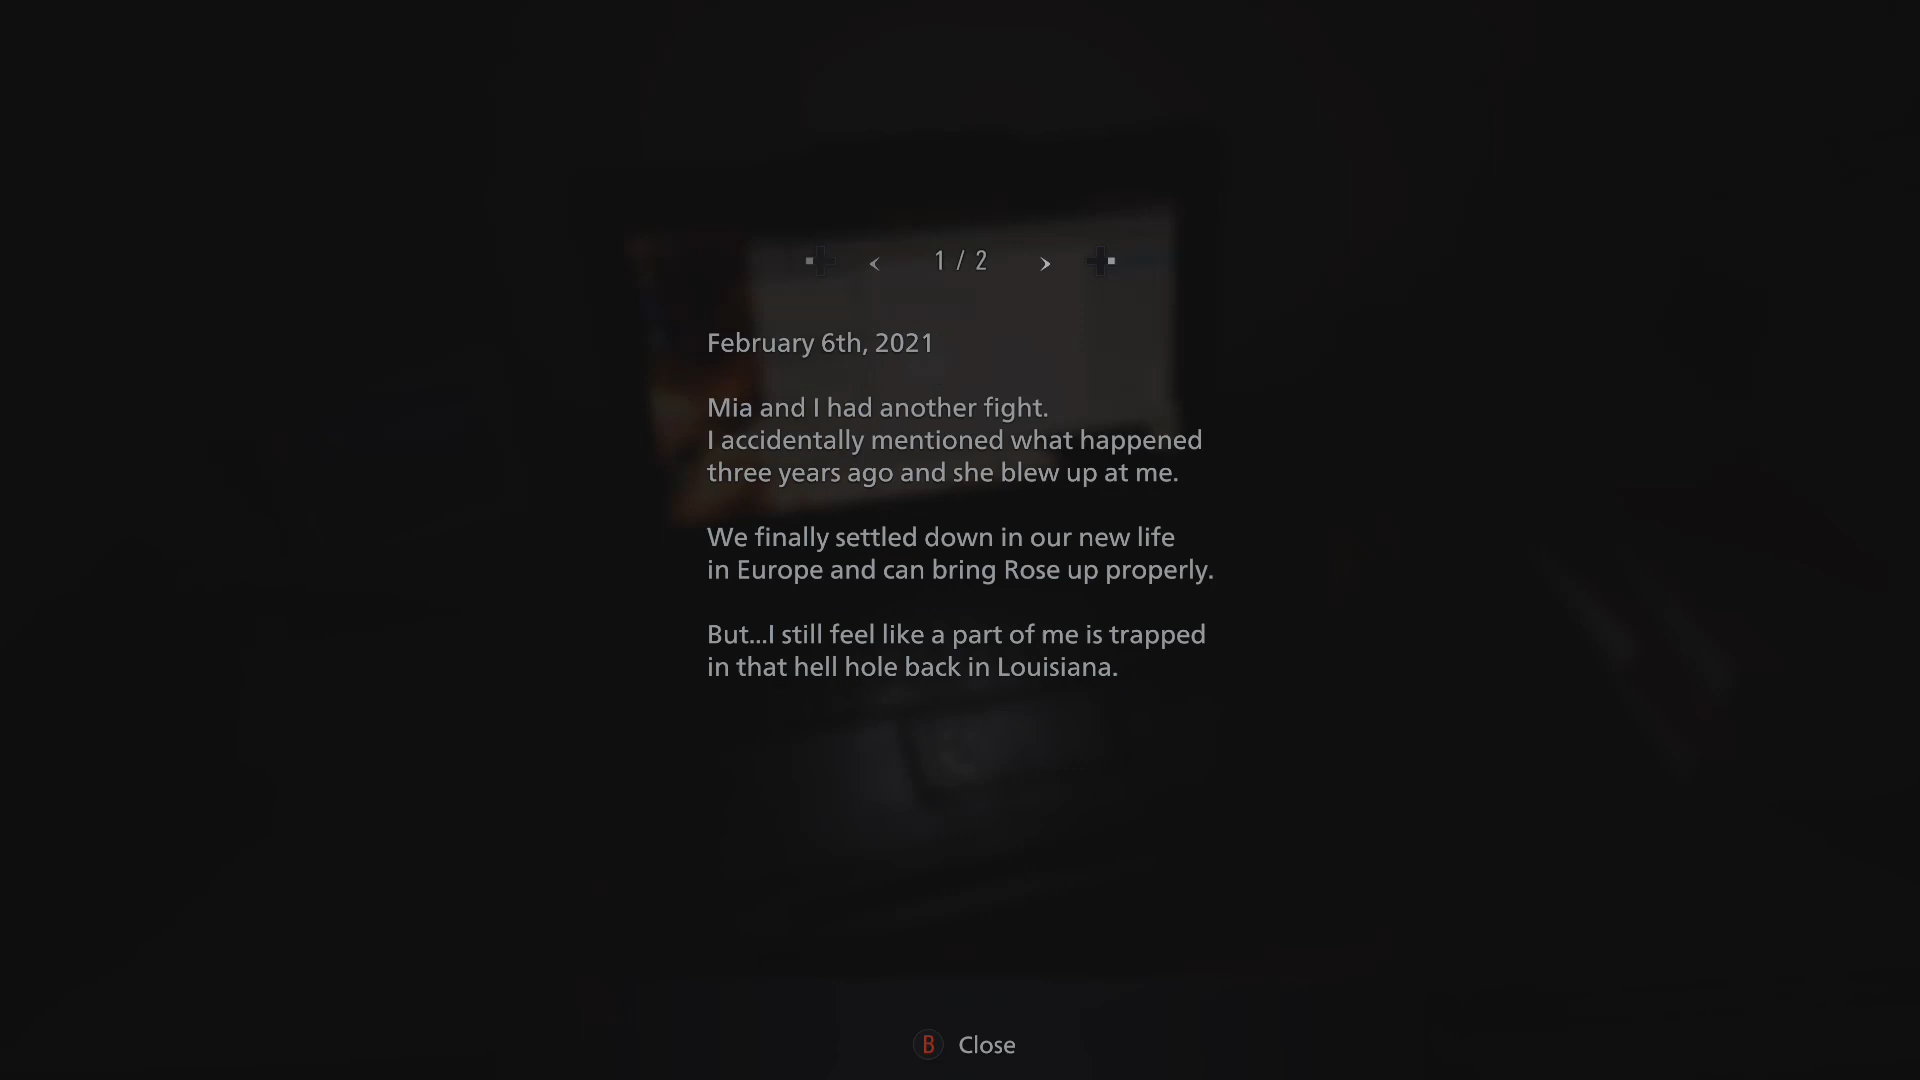 1 / 2
February 6th, 2021
Mia and I had another fight.
I accidentally mentioned what happened
three years ago and she blew up at me.
We finally settled down in our new life
in Europe and can bring Rose up properly.
But...I still feel like a part of me is trapped
in that hell hole back in Louisiana.
B Close